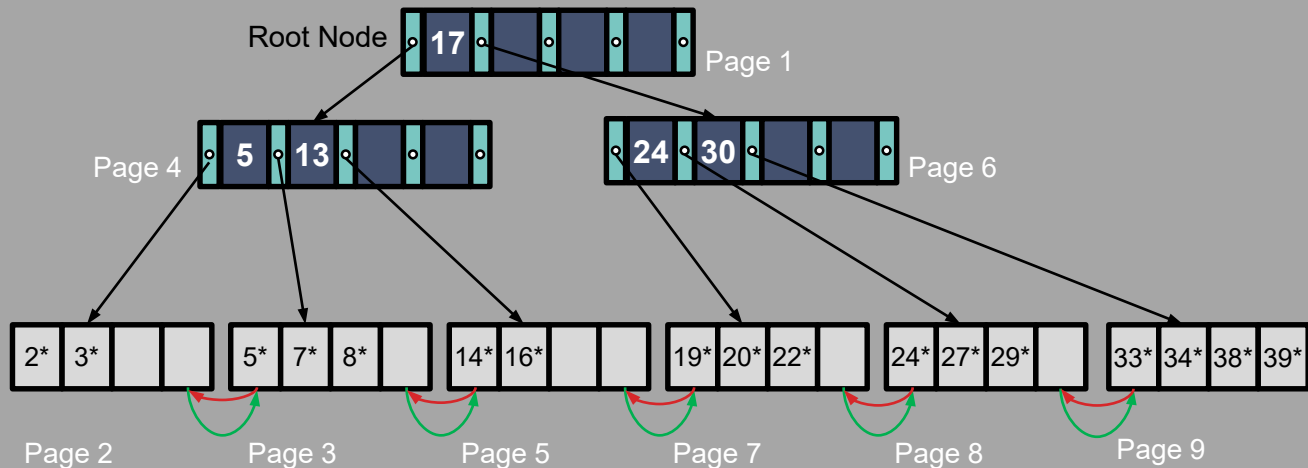 Root Node
17
Page 1
Page 4
5 13
24 30
Page 6
2* 3*
5* 7* 8*
14* 16*
19* 20* 22*
24* 27* 29*
33* 34* 38* 39*
Page 2
Page 3
Page 5
Page 7
Page 8
Page 9